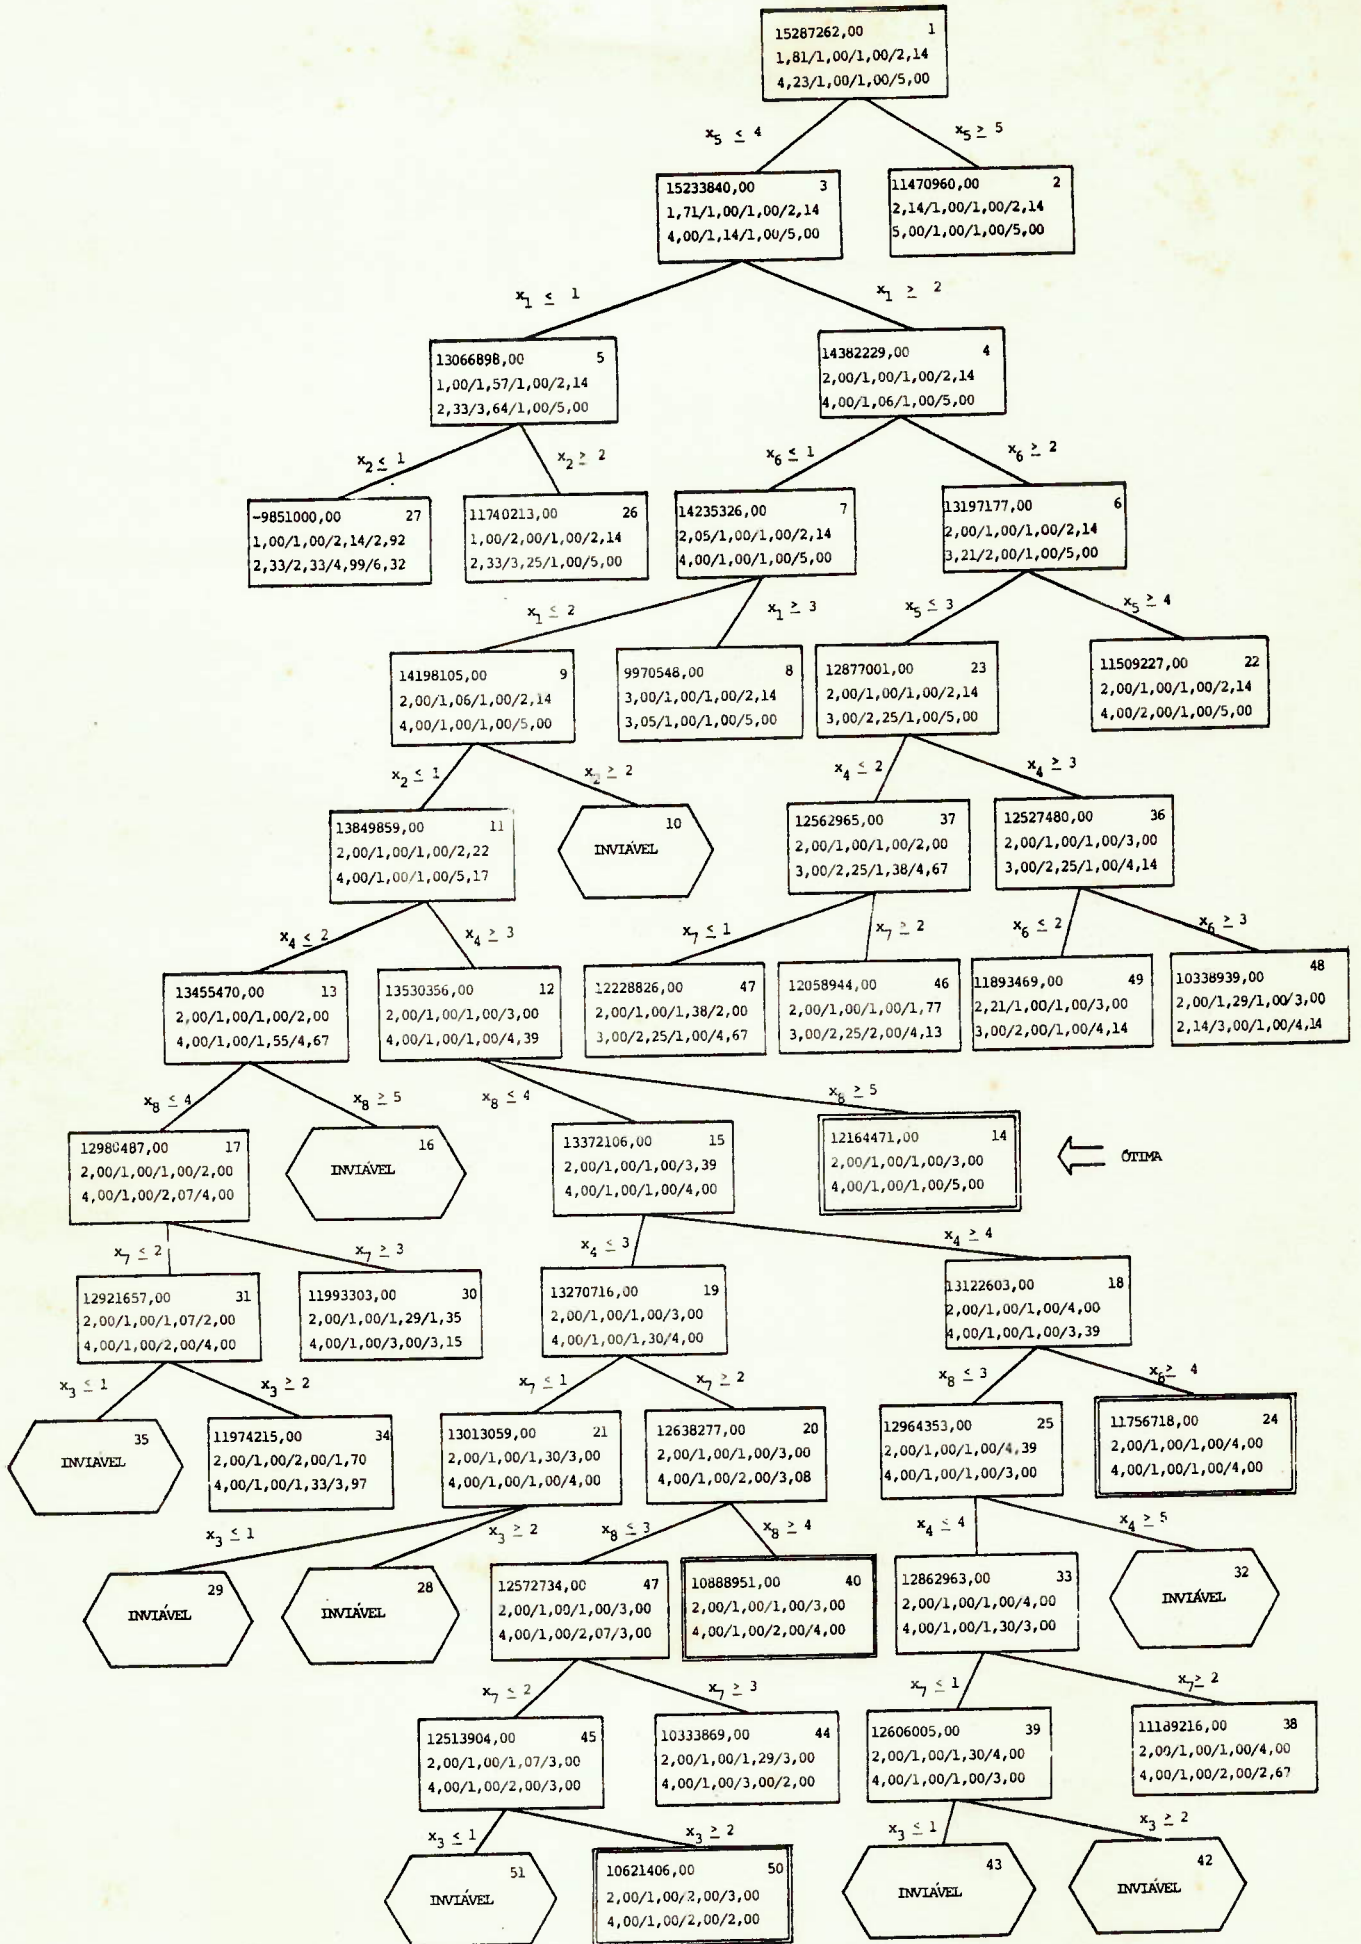 15287262,00 1
1,81/1,00/1,00/2,14
4,23/1,00/1,00/5,00
x5 ≤ 4
x5 ≥ 5
15233840,00 3
1,71/1,00/1,00/2,14
4,00/1,14/1,00/5,00
11470960,00 2
2,14/1,00/1,00/2,14
5,00/1,00/1,00/5,00
x1 ≤ 1
x1 ≥ 2
13066898,00 5
1,00/1,57/1,00/2,14
2,33/3,64/1,00/5,00
14382229,00 4
2,00/1,00/1,00/2,14
4,00/1,06/1,00/5,00
x2 ≤ 1
x2 ≥ 2
x6 ≤ 1
x6 ≥ 2
-9851000,00 27
1,00/1,00/2,14/2,92
2,33/2,33/4,99/6,32
11740213,00 26
1,00/2,00/1,00/2,14
2,33/3,25/1,00/5,00
14235326,00 7
2,05/1,00/1,00/2,14
4,00/1,00/1,00/5,00
13197177,00 6
2,00/1,00/1,00/2,14
3,21/2,00/1,00/5,00
x1 ≤ 2
x1 ≥ 3
x5 ≤ 3
x5 ≥ 4
14198105,00 9
2,00/1,06/1,00/2,14
4,00/1,00/1,00/5,00
9970548,00 8
3,00/1,00/1,00/2,14
3,05/1,00/1,00/5,00
12877001,00 23
2,00/1,00/1,00/2,14
3,00/2,25/1,00/5,00
11509227,00 22
2,00/1,00/1,00/2,14
4,00/2,00/1,00/5,00
x2 ≤ 1
x2 ≥ 2
x4 ≤ 2
x4 ≥ 3
13849859,00 11
2,00/1,00/1,00/2,22
4,00/1,00/1,00/5,17
10
INVIÁVEL
12562965,00 37
2,00/1,00/1,00/2,00
3,00/2,25/1,38/4,67
12527480,00 36
2,00/1,00/1,00/3,00
3,00/2,25/1,00/4,14
x4 ≤ 2
x4 ≥ 3
x7 ≤ 1
x7 ≥ 2
x6 ≤ 2
x6 ≥ 3
13455470,00 13
2,00/1,00/1,00/2,00
4,00/1,00/1,55/4,67
13530356,00 12
2,00/1,00/1,00/3,00
4,00/1,00/1,00/4,39
12228826,00 47
2,00/1,00/1,38/2,00
3,00/2,25/1,00/4,67
12058944,00 46
2,00/1,00/1,00/1,77
3,00/2,25/2,00/4,13
11893469,00 49
2,21/1,00/1,00/3,00
3,00/2,00/1,00/4,14
10338939,00 48
2,00/1,29/1,00/3,00
2,14/3,00/1,00/4,14
x8 ≤ 4
x8 ≥ 5
x8 ≤ 4
x8 ≥ 5
12980487,00 17
2,00/1,00/1,00/2,00
4,00/1,00/2,07/4,00
16
INVIÁVEL
13372106,00 15
2,00/1,00/1,00/3,39
4,00/1,00/1,00/4,00
12164471,00 14
2,00/1,00/1,00/3,00
4,00/1,00/1,00/5,00
ÓTIMA
x7 ≤ 2
x7 ≥ 3
x4 ≤ 3
x4 ≥ 4
12921657,00 31
2,00/1,00/1,07/2,00
4,00/1,00/2,00/4,00
11993303,00 30
2,00/1,00/1,29/1,35
4,00/1,00/3,00/3,15
13270716,00 19
2,00/1,00/1,00/3,00
4,00/1,00/1,30/4,00
13122603,00 18
2,00/1,00/1,00/4,00
4,00/1,00/1,00/3,39
x3 ≤ 1
x3 ≥ 2
x7 ≤ 1
x7 ≥ 2
x8 ≤ 3
x8 ≥ 4
35
INVIÁVEL
11974215,00 34
2,00/1,00/2,00/1,70
4,00/1,00/1,33/3,97
13013059,00 21
2,00/1,00/1,30/3,00
4,00/1,00/1,00/4,00
12638277,00 20
2,00/1,00/1,00/3,00
4,00/1,00/2,00/3,08
12964353,00 25
2,00/1,00/1,00/4,39
4,00/1,00/1,00/3,00
11756718,00 24
2,00/1,00/1,00/4,00
4,00/1,00/1,00/4,00
x3 ≤ 1
x3 ≥ 2
x8 ≤ 3
x8 ≥ 4
x4 ≤ 4
x4 ≥ 5
29
INVIÁVEL
28
INVIÁVEL
12572734,00 47
2,00/1,00/1,00/3,00
4,00/1,00/2,07/3,00
10888951,00 40
2,00/1,00/1,00/3,00
4,00/1,00/2,00/4,00
12862963,00 33
2,00/1,00/1,00/4,00
4,00/1,00/1,30/3,00
32
INVIÁVEL
x7 ≤ 2
x7 ≥ 3
x7 ≤ 1
x7 ≥ 2
12513904,00 45
2,00/1,00/1,07/3,00
4,00/1,00/2,00/3,00
10333869,00 44
2,00/1,00/1,29/3,00
4,00/1,00/3,00/2,00
12606005,00 39
2,00/1,00/1,30/4,00
4,00/1,00/1,00/3,00
11189216,00 38
2,00/1,00/1,00/4,00
4,00/1,00/2,00/2,67
x3 ≤ 1
x3 ≥ 2
x3 ≤ 1
x3 ≥ 2
51
INVIÁVEL
10621406,00 50
2,00/1,00/2,00/3,00
4,00/1,00/2,00/2,00
43
INVIÁVEL
42
INVIÁVEL